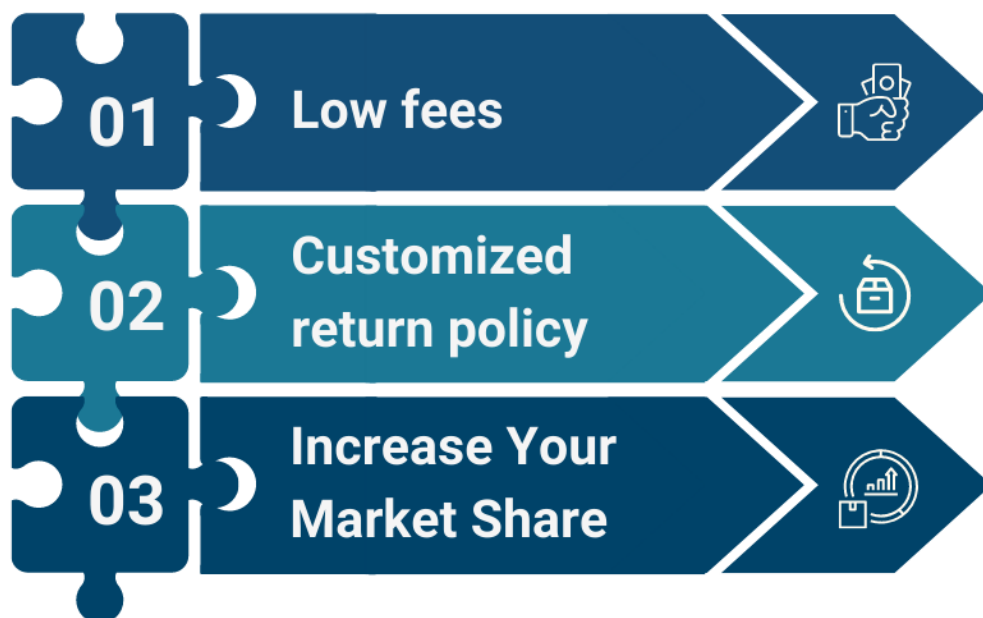 01
Low fees
02
Customized
return policy
03
Increase Your
Market Share